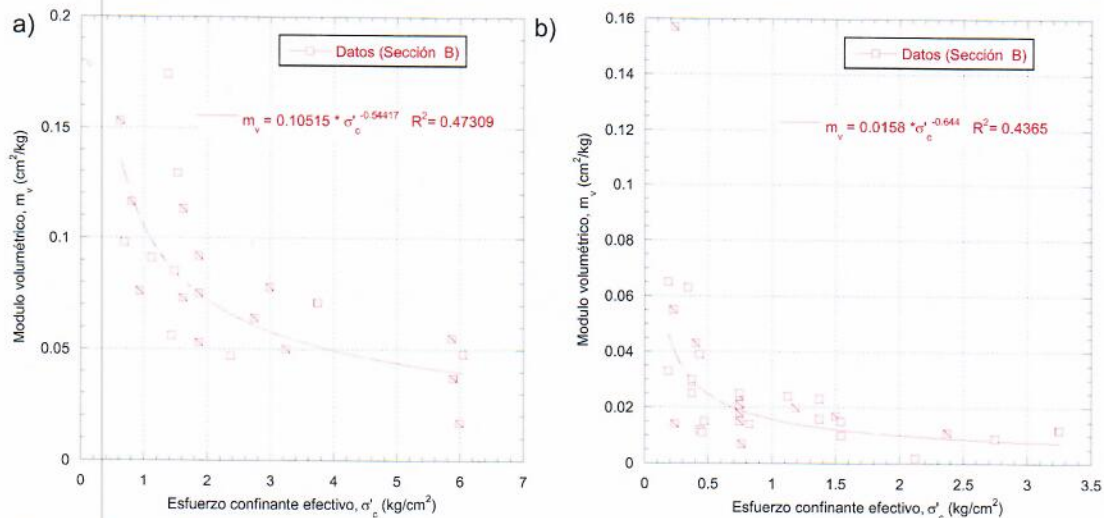 a)
0.2
0.15
0.1
0.05
0
Modulo volumétrico, m_v (cm²/kg)
Datos (Sección B)
m_v = 0.10515 * σ'_c^-0.54417 R² = 0.47309
0 1 2 3 4 5 6 7
Esfuerzo confinante efectivo, σ'_c (kg/cm²)
b)
0.16
0.14
0.12
0.1
0.08
0.06
0.04
0.02
0
Modulo volumétrico, m_v (cm²/kg)
Datos (Sección B)
m_v = 0.0158 *σ'_c^-0.644 R² = 0.4365
0 0.5 1 1.5 2 2.5 3 3.5
Esfuerzo confinante efectivo, σ'_c (kg/cm²)